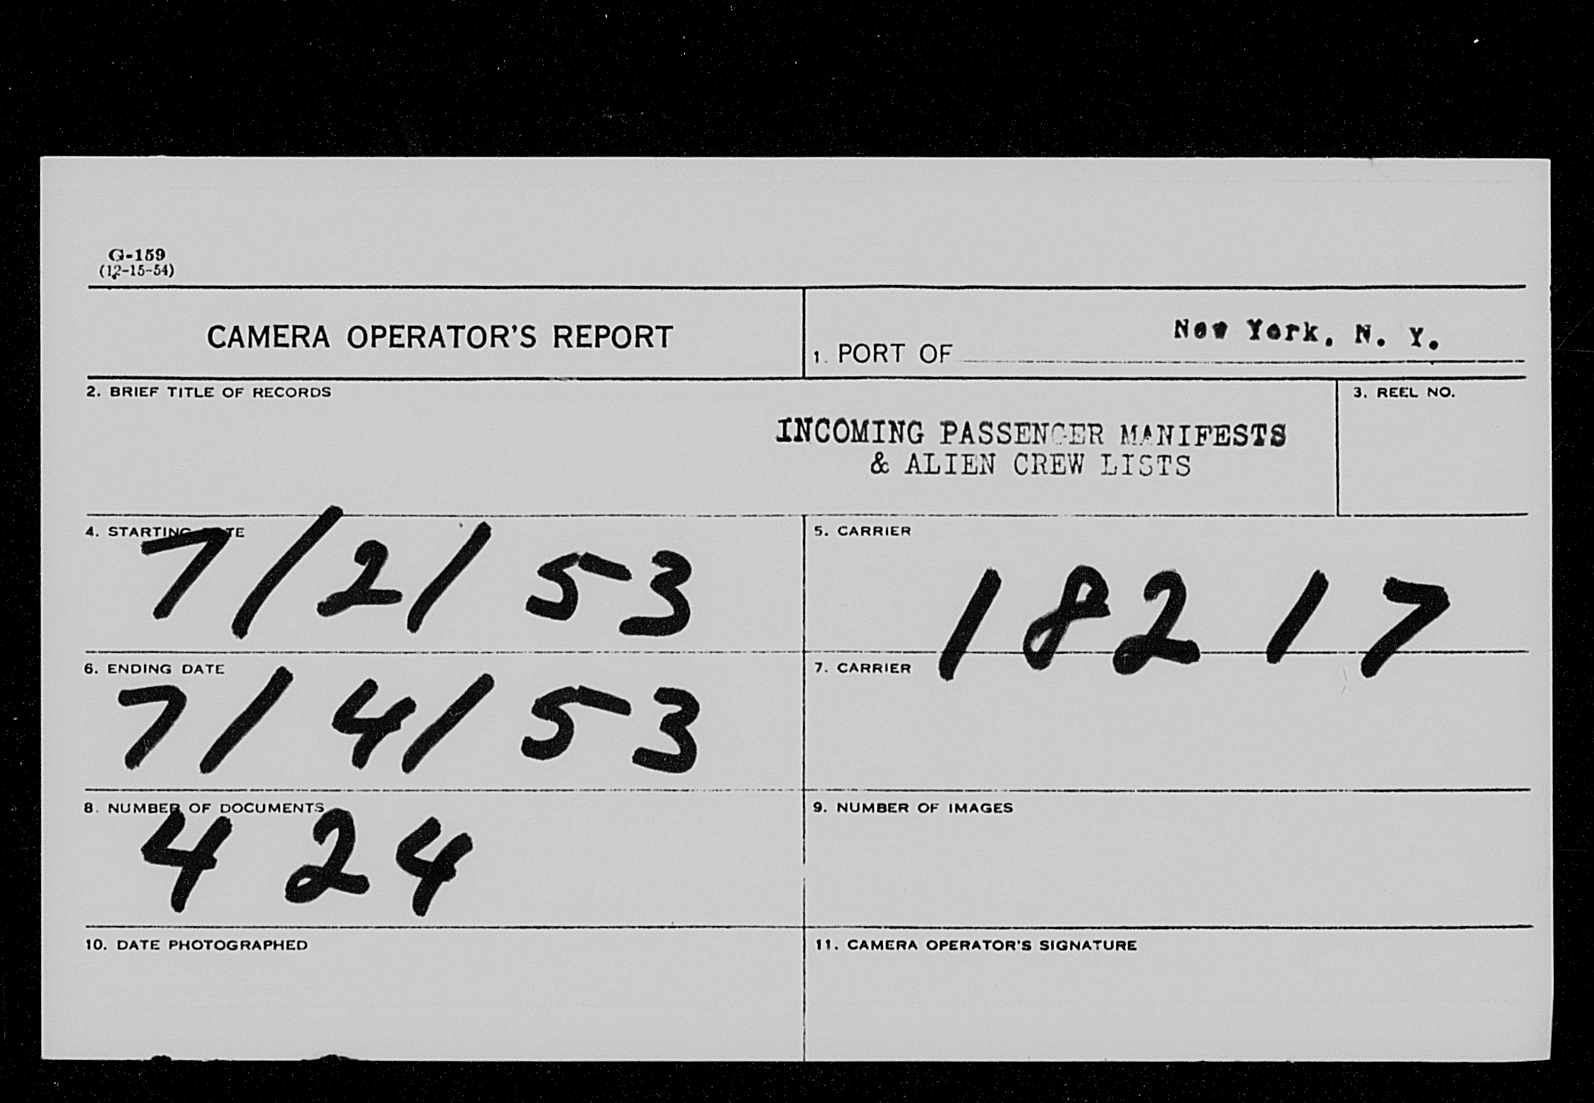 G-159
(12-15-54)
CAMERA OPERATOR'S REPORT
1. PORT OF New York, N. Y.
2. BRIEF TITLE OF RECORDS
INCOMING PASSENGER MANIFESTS
& ALIEN CREW LISTS
3. REEL NO.
4. STARTING DATE
7/2/53
5. CARRIER
18217
6. ENDING DATE
7/4/53
7. CARRIER
8. NUMBER OF DOCUMENTS
424
9. NUMBER OF IMAGES
10. DATE PHOTOGRAPHED
11. CAMERA OPERATOR'S SIGNATURE